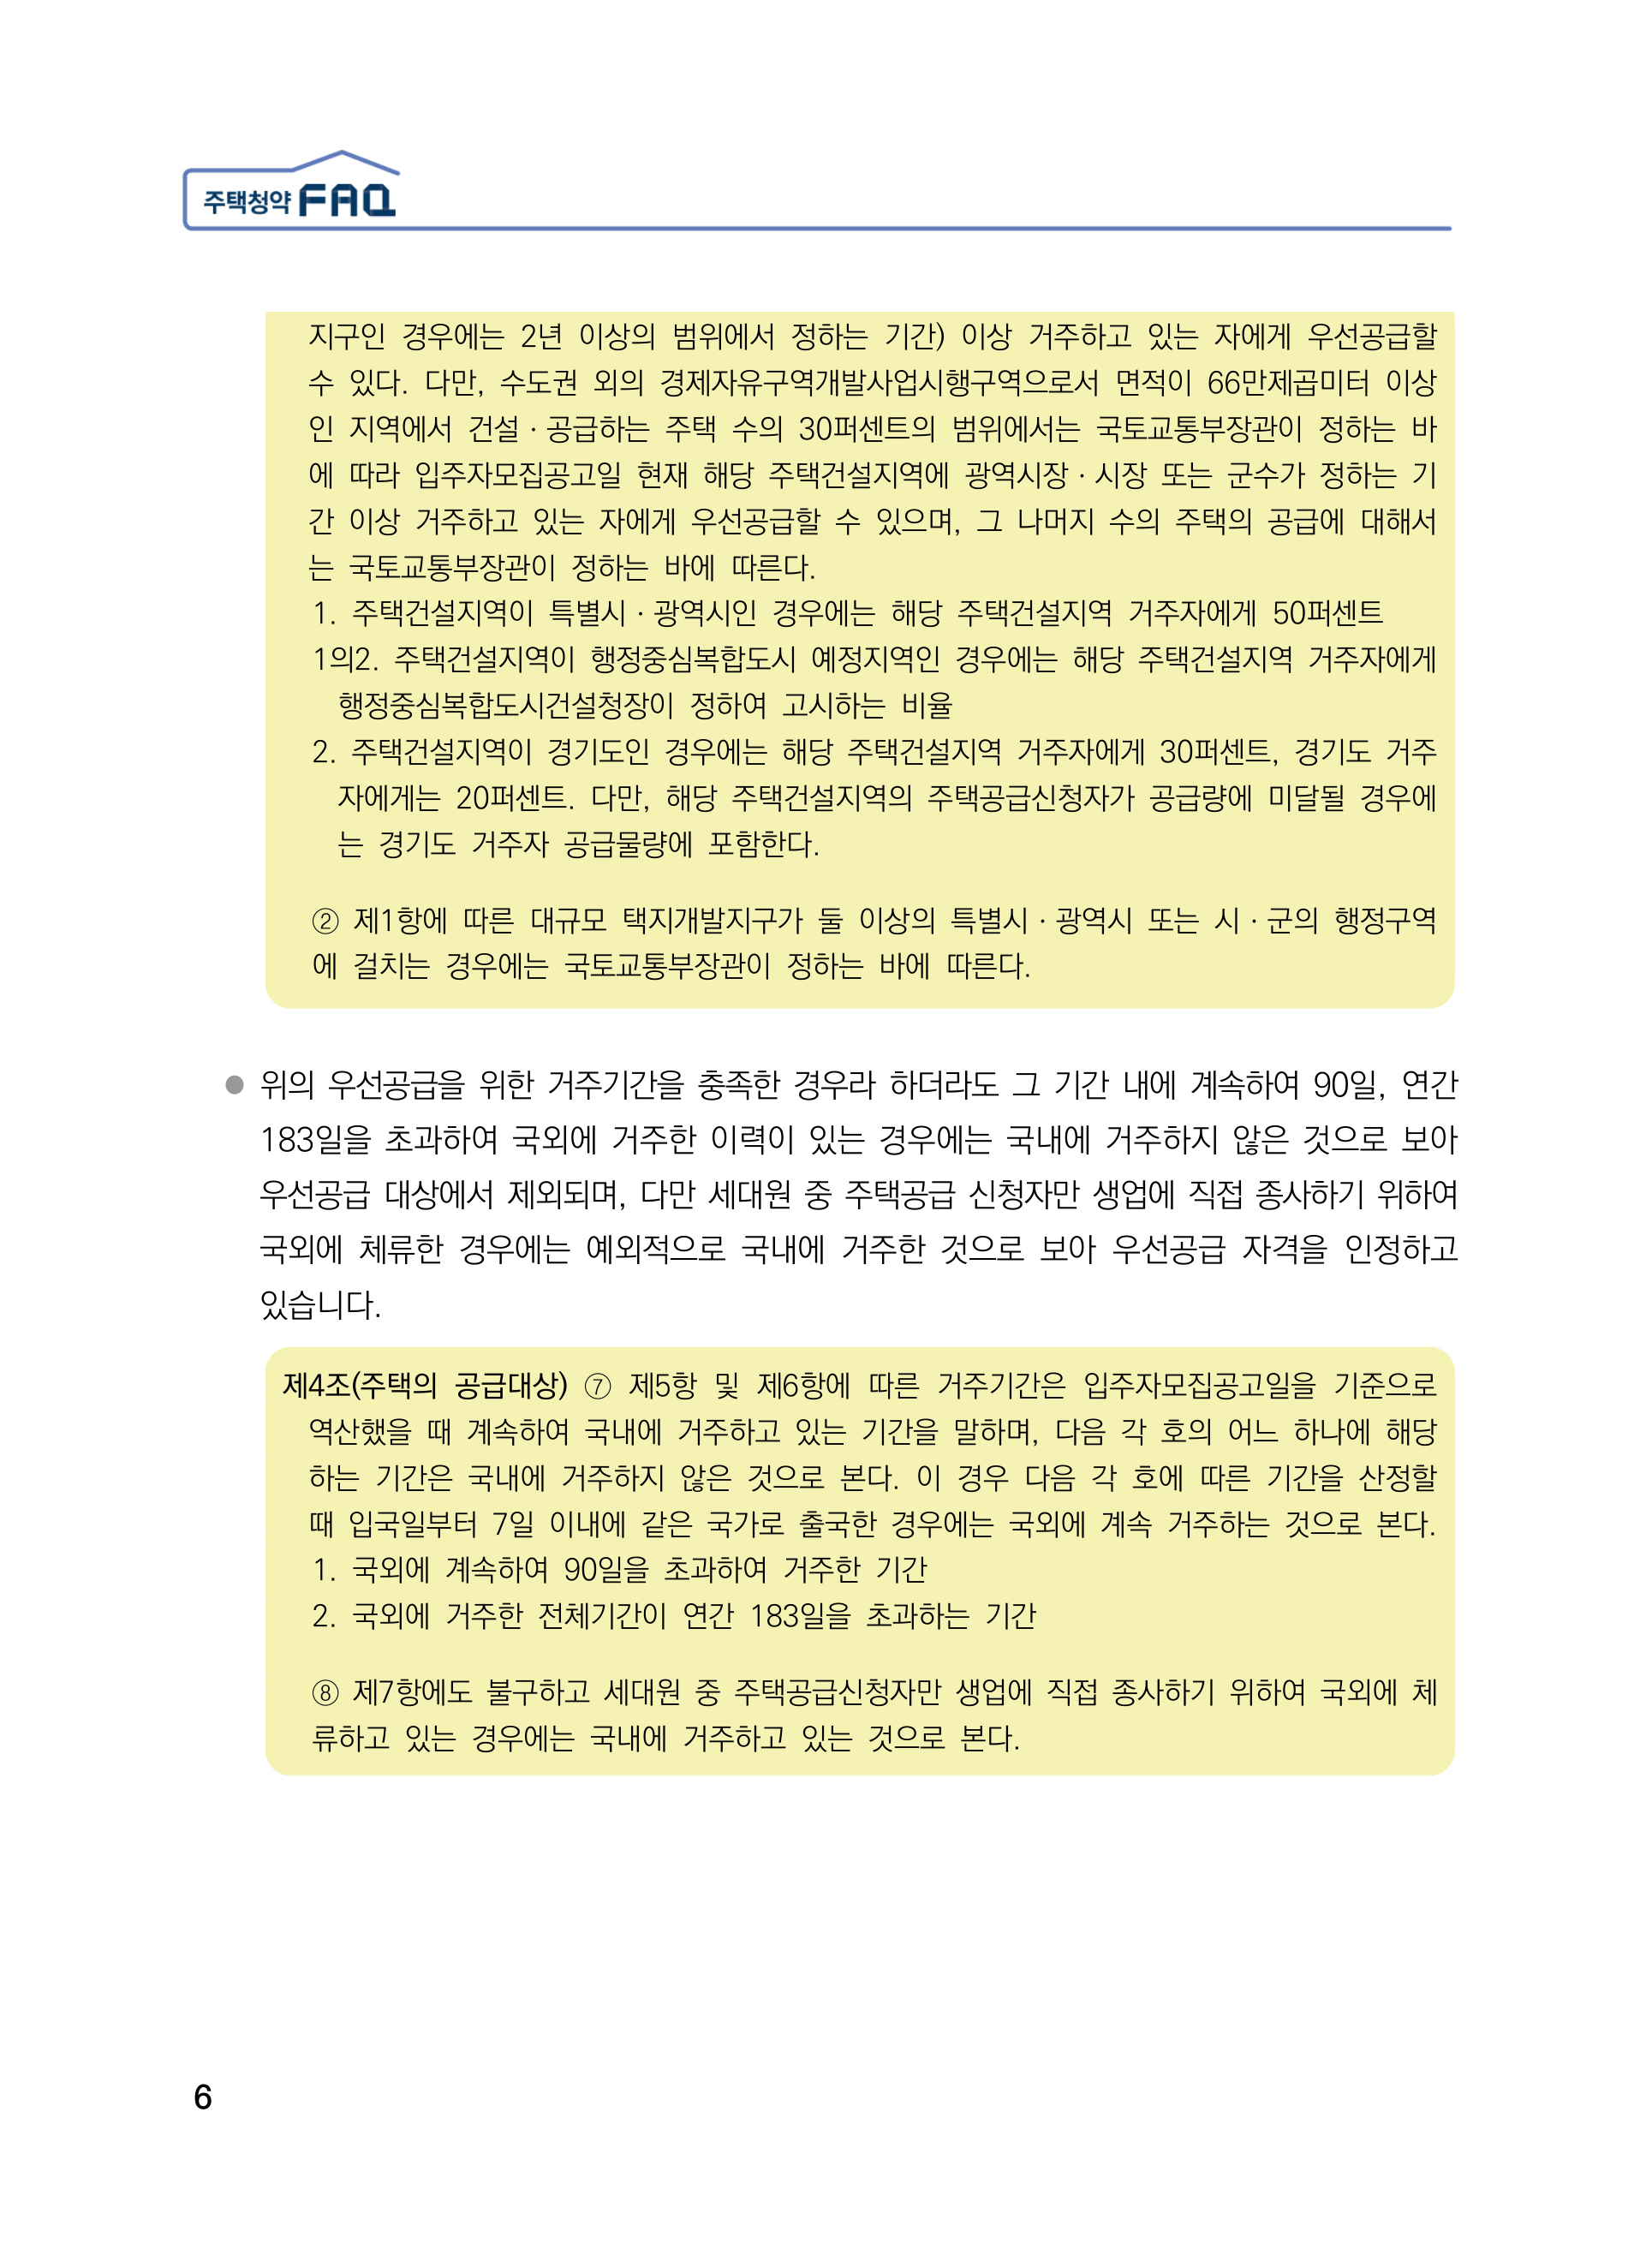 주택청약 FAQ
지구인 경우에는 2년 이상의 범위에서 정하는 기간) 이상 거주하고 있는 자에게 우선공급할
수 있다. 다만, 수도권 외의 경제자유구역개발사업시행구역으로서 면적이 66만제곱미터 이상
인 지역에서 건설·공급하는 주택 수의 30퍼센트의 범위에서는 국토교통부장관이 정하는 바
에 따라 입주자모집공고일 현재 해당 주택건설지역에 광역시장·시장 또는 군수가 정하는 기
간 이상 거주하고 있는 자에게 우선공급할 수 있으며, 그 나머지 수의 주택의 공급에 대해서
는 국토교통부장관이 정하는 바에 따른다.
1. 주택건설지역이 특별시·광역시인 경우에는 해당 주택건설지역 거주자에게 50퍼센트
1의2. 주택건설지역이 행정중심복합도시 예정지역인 경우에는 해당 주택건설지역 거주자에게
행정중심복합도시건설청장이 정하여 고시하는 비율
2. 주택건설지역이 경기도인 경우에는 해당 주택건설지역 거주자에게 30퍼센트, 경기도 거주
자에게는 20퍼센트. 다만, 해당 주택건설지역의 주택공급신청자가 공급량에 미달될 경우에
는 경기도 거주자 공급물량에 포함한다.
② 제1항에 따른 대규모 택지개발지구가 둘 이상의 특별시·광역시 또는 시·군의 행정구역
에 걸치는 경우에는 국토교통부장관이 정하는 바에 따른다.
● 위의 우선공급을 위한 거주기간을 충족한 경우라 하더라도 그 기간 내에 계속하여 90일, 연간
183일을 초과하여 국외에 거주한 이력이 있는 경우에는 국내에 거주하지 않은 것으로 보아
우선공급 대상에서 제외되며, 다만 세대원 중 주택공급 신청자만 생업에 직접 종사하기 위하여
국외에 체류한 경우에는 예외적으로 국내에 거주한 것으로 보아 우선공급 자격을 인정하고
있습니다.
제4조(주택의 공급대상) ⑦ 제5항 및 제6항에 따른 거주기간은 입주자모집공고일을 기준으로
역산했을 때 계속하여 국내에 거주하고 있는 기간을 말하며, 다음 각 호의 어느 하나에 해당
하는 기간은 국내에 거주하지 않은 것으로 본다. 이 경우 다음 각 호에 따른 기간을 산정할
때 입국일부터 7일 이내에 같은 국가로 출국한 경우에는 국외에 계속 거주하는 것으로 본다.
1. 국외에 계속하여 90일을 초과하여 거주한 기간
2. 국외에 거주한 전체기간이 연간 183일을 초과하는 기간
⑧ 제7항에도 불구하고 세대원 중 주택공급신청자만 생업에 직접 종사하기 위하여 국외에 체
류하고 있는 경우에는 국내에 거주하고 있는 것으로 본다.
6